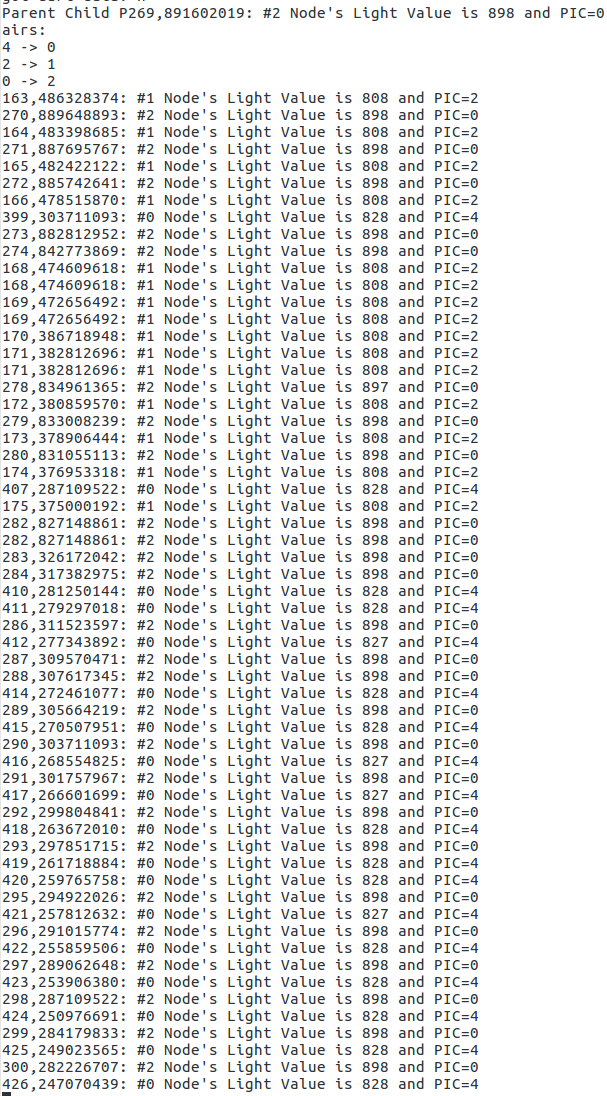 Parent Child P269,891602019: #2 Node's Light Value is 898 and PIC=0
airs:
4 -> 0
2 -> 1
0 -> 2
163,486328374: #1 Node's Light Value is 808 and PIC=2
270,889648893: #2 Node's Light Value is 898 and PIC=0
164,483398685: #1 Node's Light Value is 808 and PIC=2
271,887695767: #2 Node's Light Value is 898 and PIC=0
165,482422122: #1 Node's Light Value is 808 and PIC=2
272,885742641: #2 Node's Light Value is 898 and PIC=0
166,478515870: #1 Node's Light Value is 808 and PIC=2
399,303711093: #0 Node's Light Value is 828 and PIC=4
273,882812952: #2 Node's Light Value is 898 and PIC=0
274,842773869: #2 Node's Light Value is 898 and PIC=0
168,474609618: #1 Node's Light Value is 808 and PIC=2
168,474609618: #1 Node's Light Value is 808 and PIC=2
169,472656492: #1 Node's Light Value is 808 and PIC=2
169,472656492: #1 Node's Light Value is 808 and PIC=2
170,386718948: #1 Node's Light Value is 808 and PIC=2
171,382812696: #1 Node's Light Value is 808 and PIC=2
171,382812696: #1 Node's Light Value is 808 and PIC=2
278,834961365: #2 Node's Light Value is 897 and PIC=0
172,380859570: #1 Node's Light Value is 808 and PIC=2
279,833008239: #2 Node's Light Value is 898 and PIC=0
173,378906444: #1 Node's Light Value is 808 and PIC=2
280,831055113: #2 Node's Light Value is 898 and PIC=0
174,376953318: #1 Node's Light Value is 808 and PIC=2
407,287109522: #0 Node's Light Value is 828 and PIC=4
175,375000192: #1 Node's Light Value is 808 and PIC=2
282,827148861: #2 Node's Light Value is 898 and PIC=0
282,827148861: #2 Node's Light Value is 898 and PIC=0
283,326172042: #2 Node's Light Value is 898 and PIC=0
284,317382975: #2 Node's Light Value is 898 and PIC=0
410,281250144: #0 Node's Light Value is 828 and PIC=4
411,279297018: #0 Node's Light Value is 828 and PIC=4
286,311523597: #2 Node's Light Value is 898 and PIC=0
412,277343892: #0 Node's Light Value is 827 and PIC=4
287,309570471: #2 Node's Light Value is 898 and PIC=0
288,307617345: #2 Node's Light Value is 898 and PIC=0
414,272461077: #0 Node's Light Value is 828 and PIC=4
289,305664219: #2 Node's Light Value is 898 and PIC=0
415,270507951: #0 Node's Light Value is 828 and PIC=4
290,303711093: #2 Node's Light Value is 898 and PIC=0
416,268554825: #0 Node's Light Value is 827 and PIC=4
291,301757967: #2 Node's Light Value is 898 and PIC=0
417,266601699: #0 Node's Light Value is 827 and PIC=4
292,299804841: #2 Node's Light Value is 898 and PIC=0
418,263672010: #0 Node's Light Value is 828 and PIC=4
293,297851715: #2 Node's Light Value is 898 and PIC=0
419,261718884: #0 Node's Light Value is 828 and PIC=4
420,259765758: #0 Node's Light Value is 828 and PIC=4
295,294922026: #2 Node's Light Value is 898 and PIC=0
421,257812632: #0 Node's Light Value is 827 and PIC=4
296,291015774: #2 Node's Light Value is 898 and PIC=0
422,255859506: #0 Node's Light Value is 828 and PIC=4
297,289062648: #2 Node's Light Value is 898 and PIC=0
423,253906380: #0 Node's Light Value is 828 and PIC=4
298,287109522: #2 Node's Light Value is 898 and PIC=0
424,250976691: #0 Node's Light Value is 828 and PIC=4
299,284179833: #2 Node's Light Value is 898 and PIC=0
425,249023565: #0 Node's Light Value is 828 and PIC=4
300,282226707: #2 Node's Light Value is 898 and PIC=0
426,247070439: #0 Node's Light Value is 828 and PIC=4